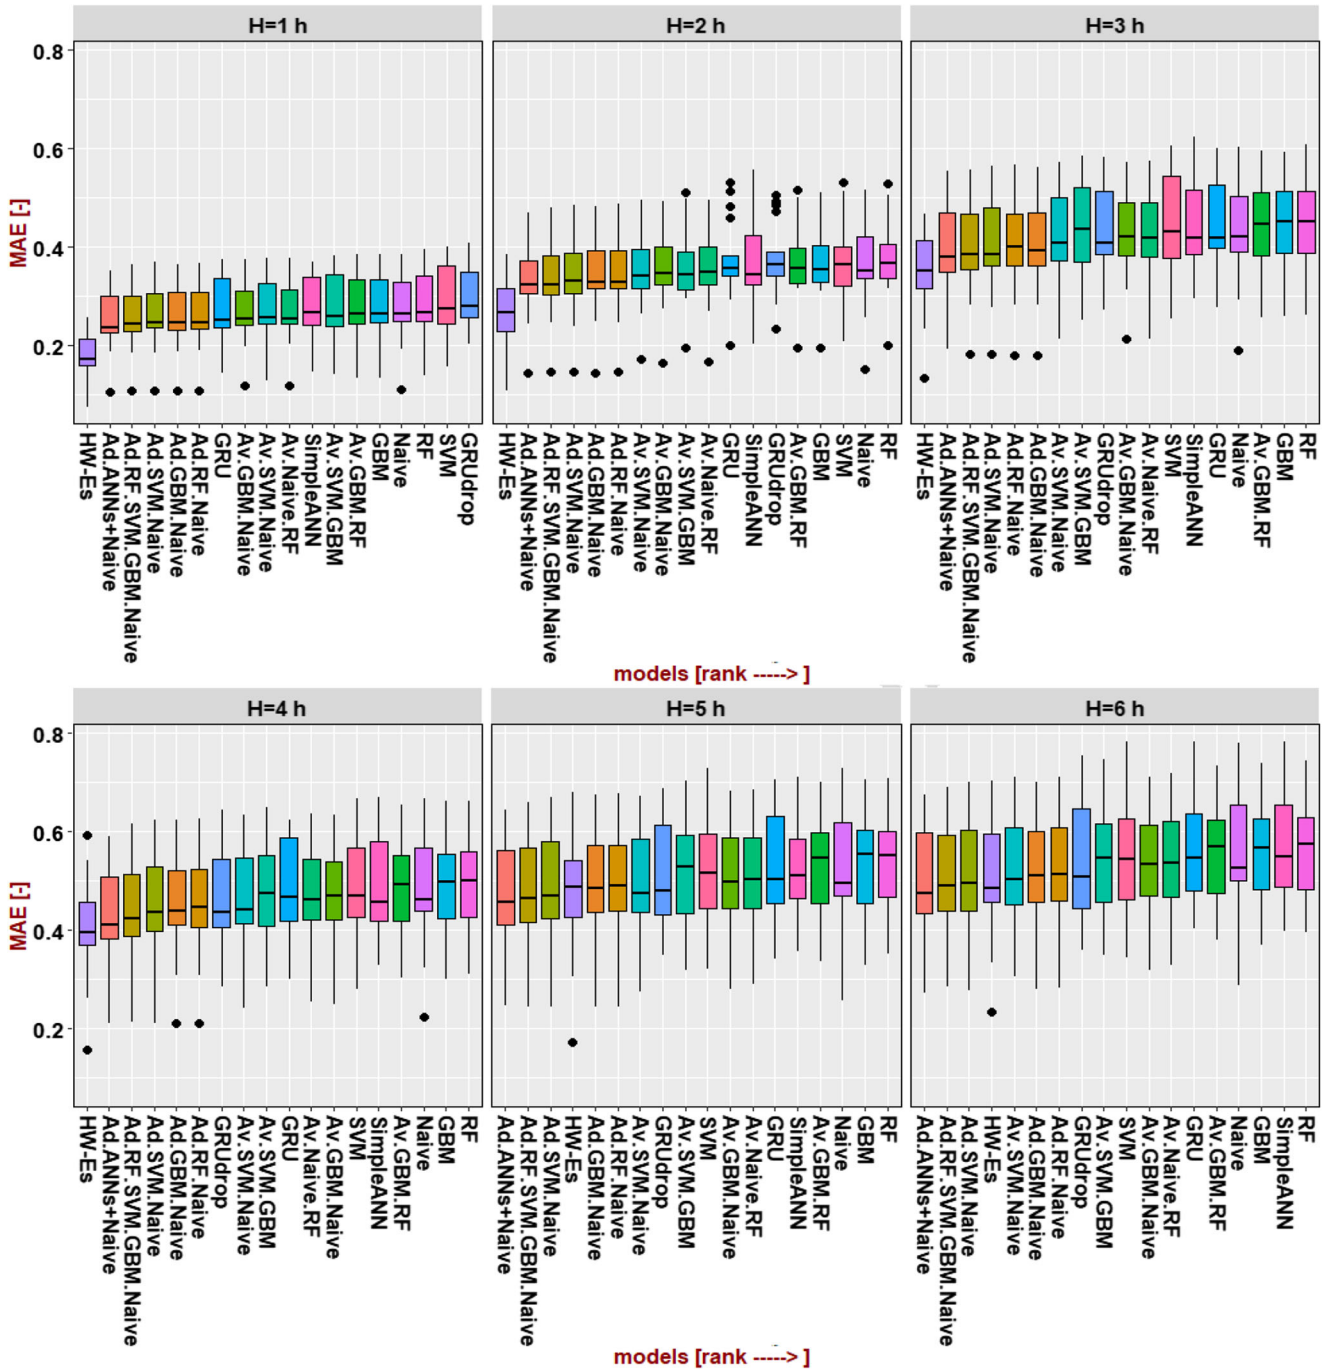 H=1 h
H=2 h
H=3 h
0.8
0.6
0.4
0.2
MAE [-]
HW-Es
Ad.ANNs+Naive
Ad.RF.SVM.GBM.Naive
Ad.SVM.Naive
Ad.GBM.Naive
Ad.RF.Naive
GRU
Av.GBM.Naive
Av.SVM.Naive
Av.Naive.RF
SimpleANN
Av.SVM.GBM
Av.GBM.RF
GBM
Naive
RF
SVM
GRUdrop
HW-Es
Ad.ANNs+Naive
Ad.RF.SVM.GBM.Naive
Ad.SVM.Naive
Ad.GBM.Naive
Ad.RF.Naive
Av.SVM.Naive
Av.GBM.Naive
Av.SVM.GBM
Av.Naive.RF
GRU
SimpleANN
GRUdrop
Av.GBM.RF
GBM
SVM
Naive
RF
HW-Es
Ad.ANNs+Naive
Ad.RF.SVM.GBM.Naive
Ad.SVM.Naive
Ad.RF.Naive
Ad.GBM.Naive
Av.SVM.Naive
Av.SVM.GBM
GRUdrop
Av.GBM.Naive
Av.Naive.RF
SVM
SimpleANN
GRU
Naive
Av.GBM.RF
GBM
RF
models [rank -----> ]
H=4 h
H=5 h
H=6 h
0.8
0.6
0.4
0.2
MAE [-]
HW-Es
Ad.ANNs+Naive
Ad.RF.SVM.GBM.Naive
Ad.SVM.Naive
Ad.GBM.Naive
Ad.RF.Naive
GRUdrop
Av.SVM.Naive
Av.SVM.GBM
GRU
Av.Naive.RF
Av.GBM.Naive
SVM
SimpleANN
Av.GBM.RF
Naive
GBM
RF
Ad.ANNs+Naive
Ad.RF.SVM.GBM.Naive
Ad.SVM.Naive
HW-Es
Ad.GBM.Naive
Ad.RF.Naive
Av.SVM.Naive
GRUdrop
Av.SVM.GBM
SVM
Av.GBM.Naive
Av.Naive.RF
GRU
SimpleANN
Av.GBM.RF
Naive
GBM
RF
Ad.ANNs+Naive
Ad.RF.SVM.GBM.Naive
Ad.SVM.Naive
HW-Es
Av.SVM.Naive
Ad.GBM.Naive
Ad.RF.Naive
GRUdrop
Av.SVM.GBM
SVM
Av.GBM.Naive
Av.Naive.RF
GRU
Av.GBM.RF
Naive
GBM
SimpleANN
RF
models [rank -----> ]